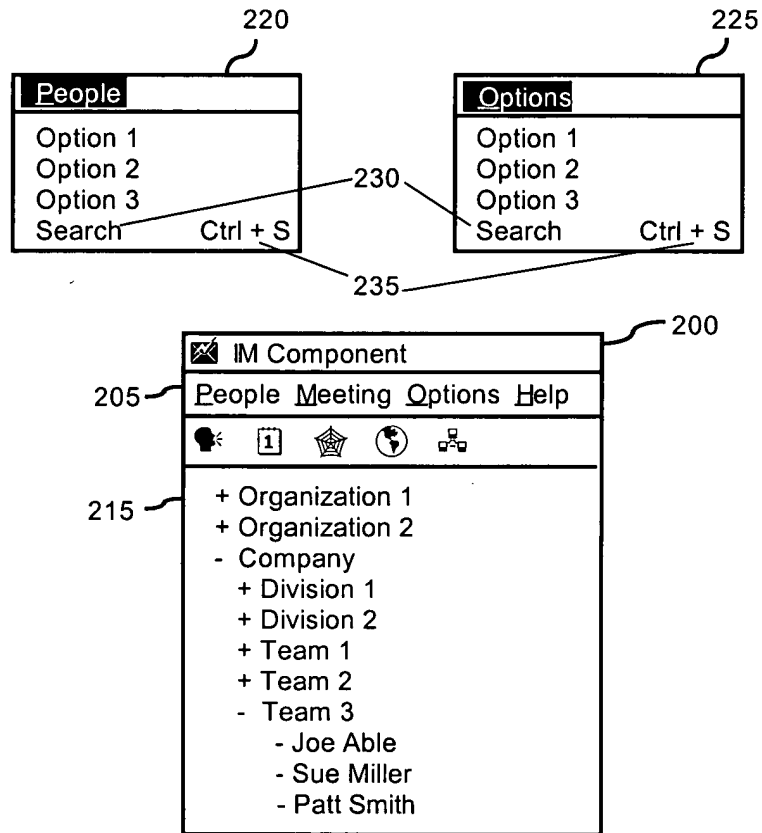 220
225
People
Option 1
Option 2
Option 3
Search Ctrl + S
Options
Option 1
Option 2
Option 3
Search Ctrl + S
230
235
200
IM Component
205
People Meeting Options Help
1
215
+ Organization 1
+ Organization 2
- Company
+ Division 1
+ Division 2
+ Team 1
+ Team 2
- Team 3
- Joe Able
- Sue Miller
- Patt Smith